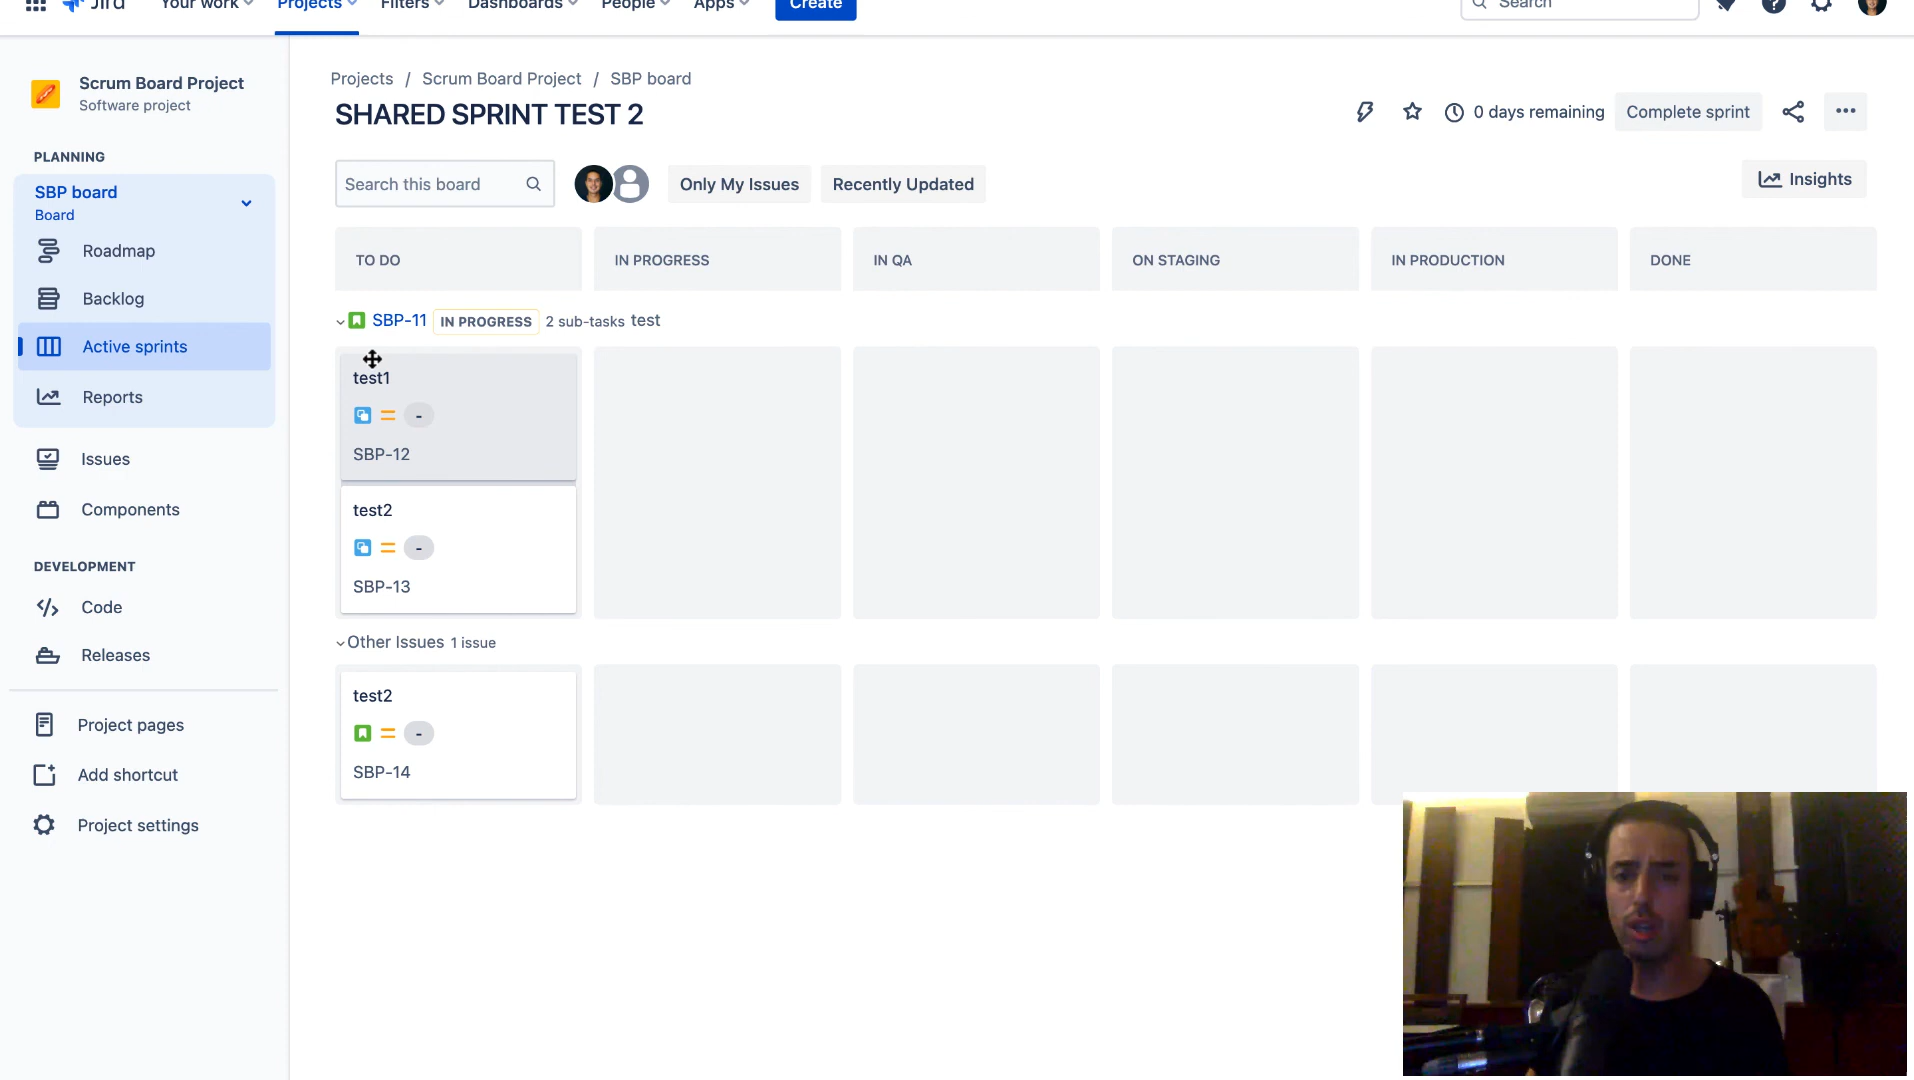 Jira
Your work
Projects
Filters
Dashboards
People
Apps
Create
Search
Scrum Board Project
Software project
PLANNING
SBP board
Board
Roadmap
Backlog
Active sprints
Reports
Issues
Components
DEVELOPMENT
Code
Releases
Project pages
Add shortcut
Project settings
Projects / Scrum Board Project / SBP board
SHARED SPRINT TEST 2
0 days remaining
Complete sprint
Search this board
Only My Issues
Recently Updated
Insights
TO DO
IN PROGRESS
IN QA
ON STAGING
IN PRODUCTION
DONE
SBP-11 IN PROGRESS 2 sub-tasks test
test1
-
SBP-12
test2
-
SBP-13
Other Issues 1 issue
test2
-
SBP-14